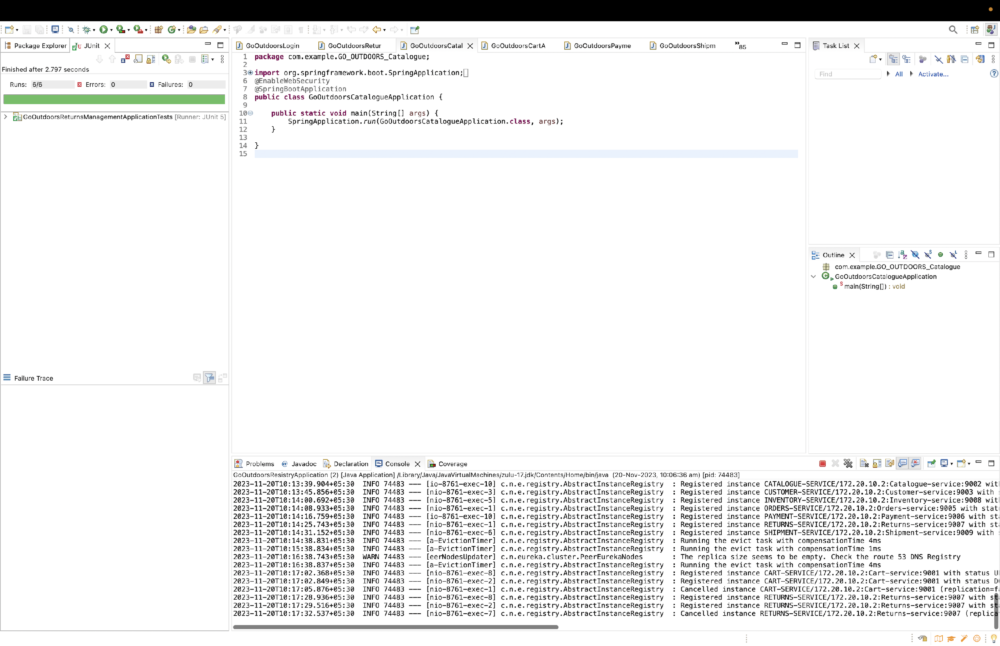 Package Explorer
JUnit
Finished after 2.797 seconds
Runs: 6/6 Errors: 0 Failures: 0
GoOutdoorsReturnsManagementApplicationTests [Runner: JUnit 5]
Failure Trace
GoOutdoorsLogin GoOutdoorsRetur GoOutdoorsCatal GoOutdoorsCartA GoOutdoorsPayme GoOutdoorsShipm »85
1 package com.example.GO_OUTDOORS_Catalogue;
2
3 import org.springframework.boot.SpringApplication;
6 @EnableWebSecurity
7 @SpringBootApplication
8 public class GoOutdoorsCatalogueApplication {
9
10 public static void main(String[] args) {
11 SpringApplication.run(GoOutdoorsCatalogueApplication.class, args);
12 }
13
14 }
15
Task List
Find All Activate...
Outline
com.example.GO_OUTDOORS_Catalogue
GoOutdoorsCatalogueApplication
main(String[]) : void
Problems @ Javadoc Declaration Console Coverage
GoOutdoorsResistryApplication (2) [Java Application] /Library/Java/JavaVirtualMachines/zulu-17.jdk/Contents/Home/bin/java (20-Nov-2023, 10:06:36 am) [pid: 74483]
2023-11-20T10:13:39.904+05:30 INFO 74483 --- [io-8761-exec-10] c.n.e.registry.AbstractInstanceRegistry : Registered instance CATALOGUE-SERVICE/172.20.10.2:Catalogue-service:9002 wit
2023-11-20T10:13:45.856+05:30 INFO 74483 --- [nio-8761-exec-3] c.n.e.registry.AbstractInstanceRegistry : Registered instance CUSTOMER-SERVICE/172.20.10.2:Customer-service:9003 with
2023-11-20T10:14:00.692+05:30 INFO 74483 --- [nio-8761-exec-5] c.n.e.registry.AbstractInstanceRegistry : Registered instance INVENTORY-SERVICE/172.20.10.2:Inventory-service:9008 wit
2023-11-20T10:14:08.933+05:30 INFO 74483 --- [nio-8761-exec-1] c.n.e.registry.AbstractInstanceRegistry : Registered instance ORDERS-SERVICE/172.20.10.2:Orders-service:9005 with stat
2023-11-20T10:14:16.759+05:30 INFO 74483 --- [io-8761-exec-10] c.n.e.registry.AbstractInstanceRegistry : Registered instance PAYMENT-SERVICE/172.20.10.2:Payment-service:9006 with st
2023-11-20T10:14:25.743+05:30 INFO 74483 --- [nio-8761-exec-1] c.n.e.registry.AbstractInstanceRegistry : Registered instance RETURNS-SERVICE/172.20.10.2:Returns-service:9007 with st
2023-11-20T10:14:31.152+05:30 INFO 74483 --- [nio-8761-exec-6] c.n.e.registry.AbstractInstanceRegistry : Registered instance SHIPMENT-SERVICE/172.20.10.2:Shipment-service:9009 with
2023-11-20T10:14:38.831+05:30 INFO 74483 --- [a-EvictionTimer] c.n.e.registry.AbstractInstanceRegistry : Running the evict task with compensationTime 4ms
2023-11-20T10:15:38.834+05:30 INFO 74483 --- [a-EvictionTimer] c.n.e.registry.AbstractInstanceRegistry : Running the evict task with compensationTime 1ms
2023-11-20T10:16:38.743+05:30 WARN 74483 --- [eerNodesUpdater] c.n.eureka.cluster.PeerEurekaNodes : The replica size seems to be empty. Check the route 53 DNS Registry
2023-11-20T10:16:38.837+05:30 INFO 74483 --- [a-EvictionTimer] c.n.e.registry.AbstractInstanceRegistry : Running the evict task with compensationTime 4ms
2023-11-20T10:17:02.368+05:30 INFO 74483 --- [nio-8761-exec-8] c.n.e.registry.AbstractInstanceRegistry : Registered instance CART-SERVICE/172.20.10.2:Cart-service:9001 with status U
2023-11-20T10:17:02.849+05:30 INFO 74483 --- [nio-8761-exec-2] c.n.e.registry.AbstractInstanceRegistry : Registered instance CART-SERVICE/172.20.10.2:Cart-service:9001 with status D
2023-11-20T10:17:05.876+05:30 INFO 74483 --- [nio-8761-exec-1] c.n.e.registry.AbstractInstanceRegistry : Cancelled instance CART-SERVICE/172.20.10.2:Cart-service:9001 (replication=f
2023-11-20T10:17:28.936+05:30 INFO 74483 --- [nio-8761-exec-8] c.n.e.registry.AbstractInstanceRegistry : Registered instance RETURNS-SERVICE/172.20.10.2:Returns-service:9007 with st
2023-11-20T10:17:29.516+05:30 INFO 74483 --- [nio-8761-exec-2] c.n.e.registry.AbstractInstanceRegistry : Registered instance RETURNS-SERVICE/172.20.10.2:Returns-service:9007 with st
2023-11-20T10:17:32.537+05:30 INFO 74483 --- [nio-8761-exec-7] c.n.e.registry.AbstractInstanceRegistry : Cancelled instance RETURNS-SERVICE/172.20.10.2:Returns-service:9007 (replica